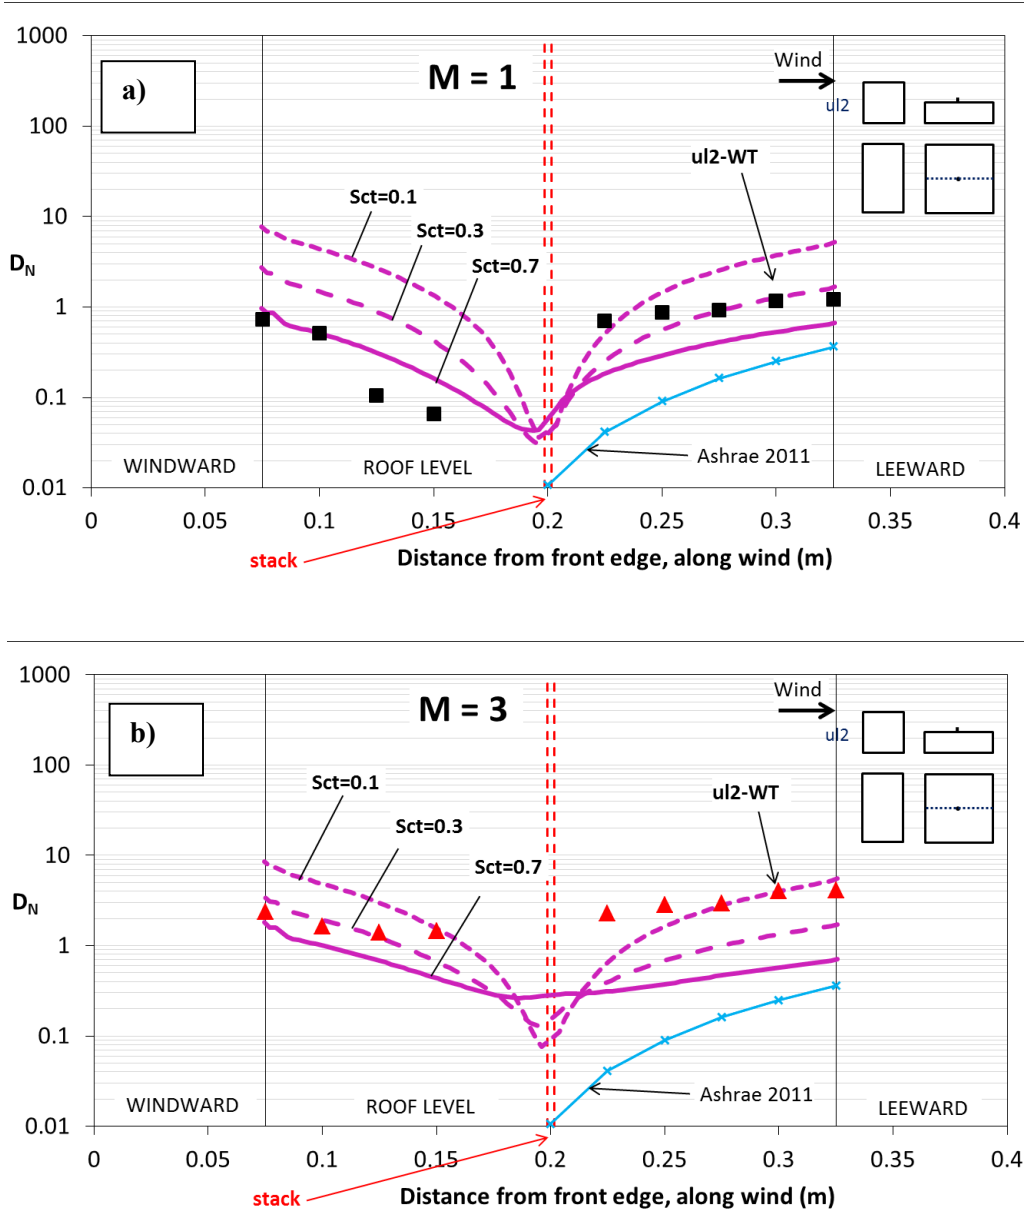 1000
a)
M = 1
Wind
ul2
100
ul2-WT
Sct=0.1
10
Sct=0.3
Sct=0.7
DN
1
0.1
WINDWARD
ROOF LEVEL
Ashrae 2011
LEEWARD
0.01
0 0.05 0.1 0.15 0.2 0.25 0.3 0.35 0.4
stack
Distance from front edge, along wind (m)
1000
b)
M = 3
Wind
ul2
100
Sct=0.1
ul2-WT
Sct=0.3
10
Sct=0.7
DN
1
0.1
WINDWARD
ROOF LEVEL
Ashrae 2011
LEEWARD
0.01
0 0.05 0.1 0.15 0.2 0.25 0.3 0.35 0.4
stack
Distance from front edge, along wind (m)